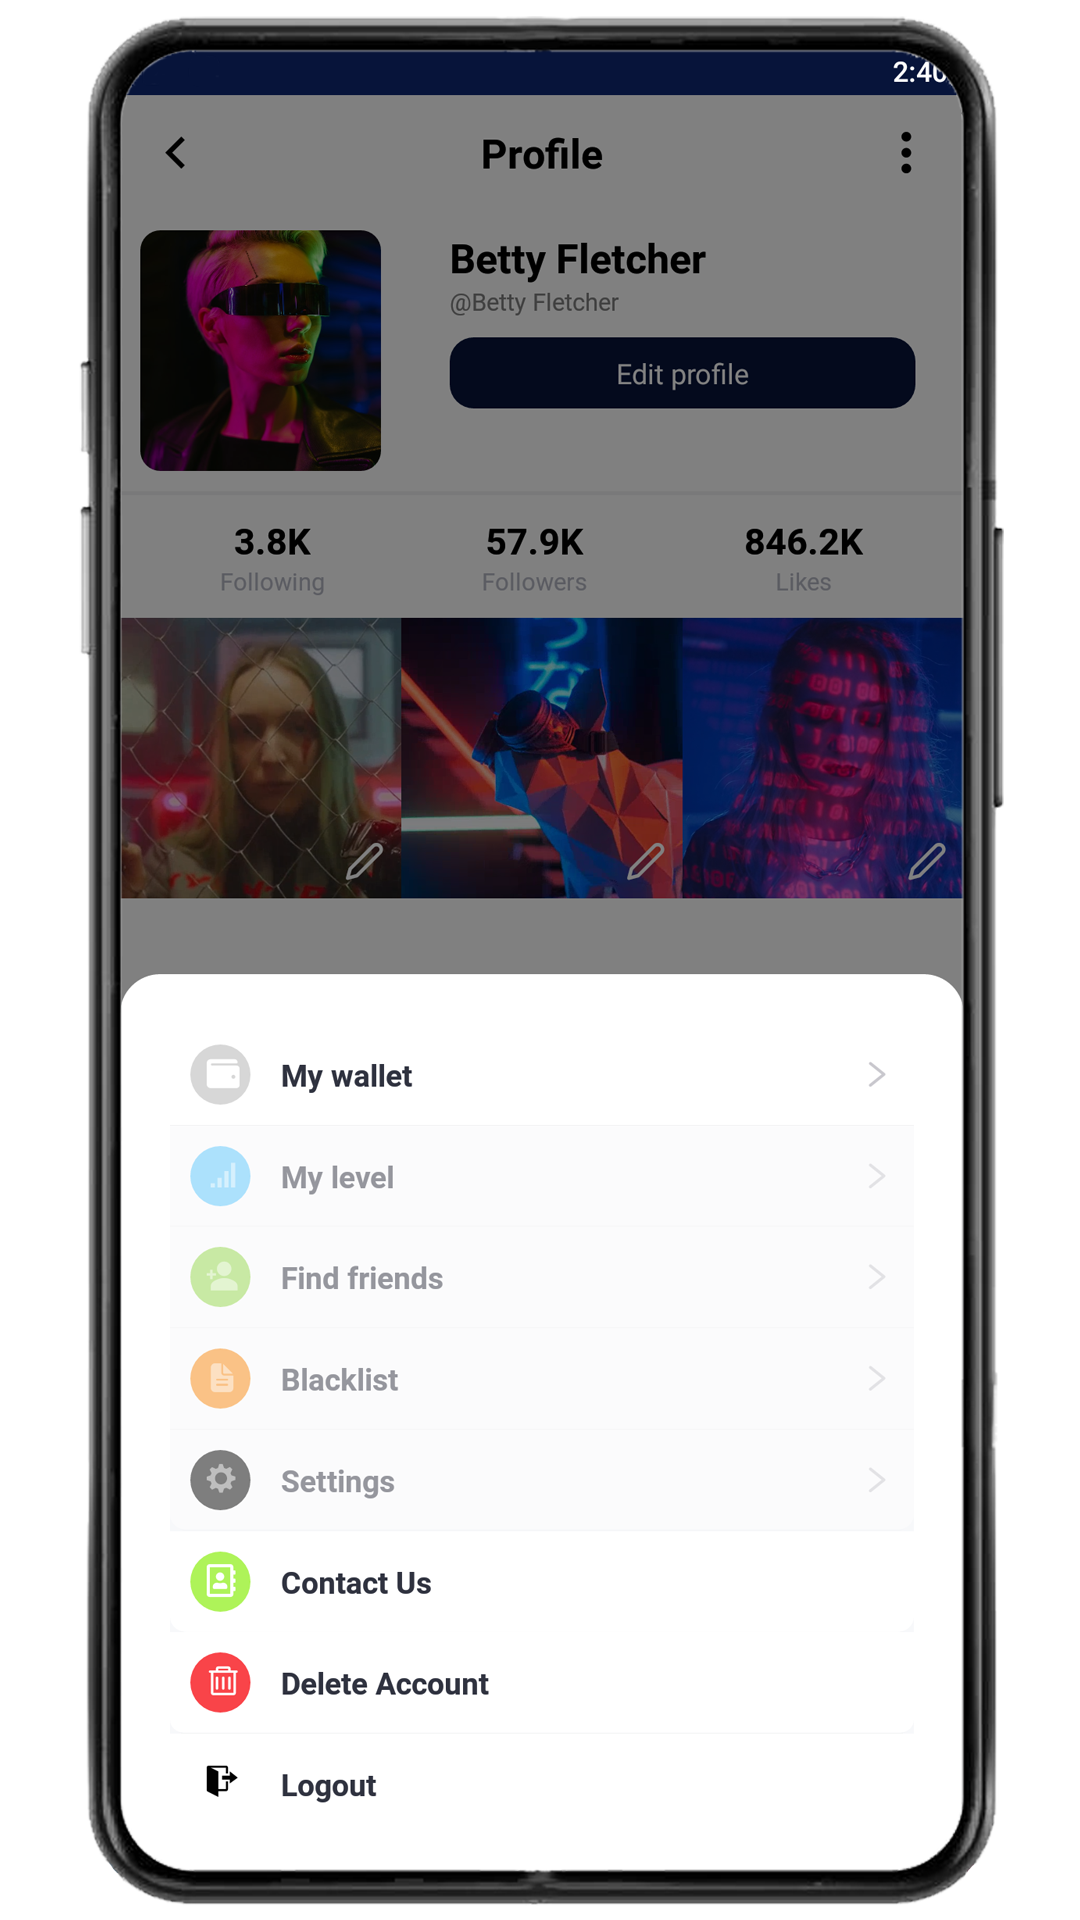 2:40
Profile
Betty Fletcher
@Betty Fletcher
Edit profile
3.8K 57.9K 846.2K
Following Followers Likes
My wallet
My level
Find friends
Blacklist
Settings
Contact Us
Delete Account
Logout